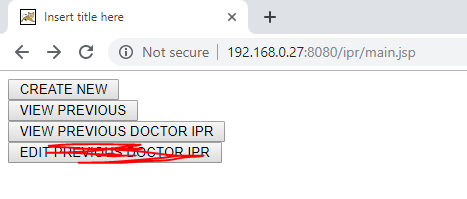 Insert title here
Not secure | 192.168.0.27:8080/ipr/main.jsp
CREATE NEW
VIEW PREVIOUS
VIEW PREVIOUS DOCTOR IPR
EDIT PREVIOUS DOCTOR IPR